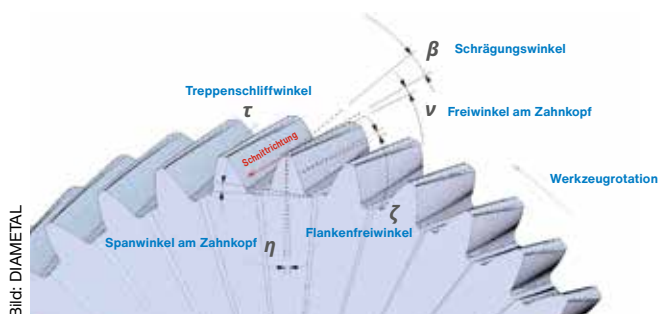 β Schrägungswinkel
Treppenschliffwinkel
τ
ν Freiwinkel am Zahnkopf
Schnittrichtung
Werkzeugrotation
ζ
Flankenfreiwinkel
Spanwinkel am Zahnkopf η
Bild: DIAMETAL